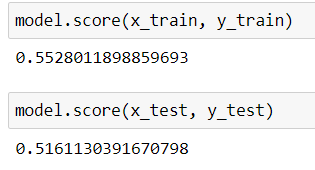 model.score(x_train, y_train)
0.5528011898859693
model.score(x_test, y_test)
0.5161130391670798